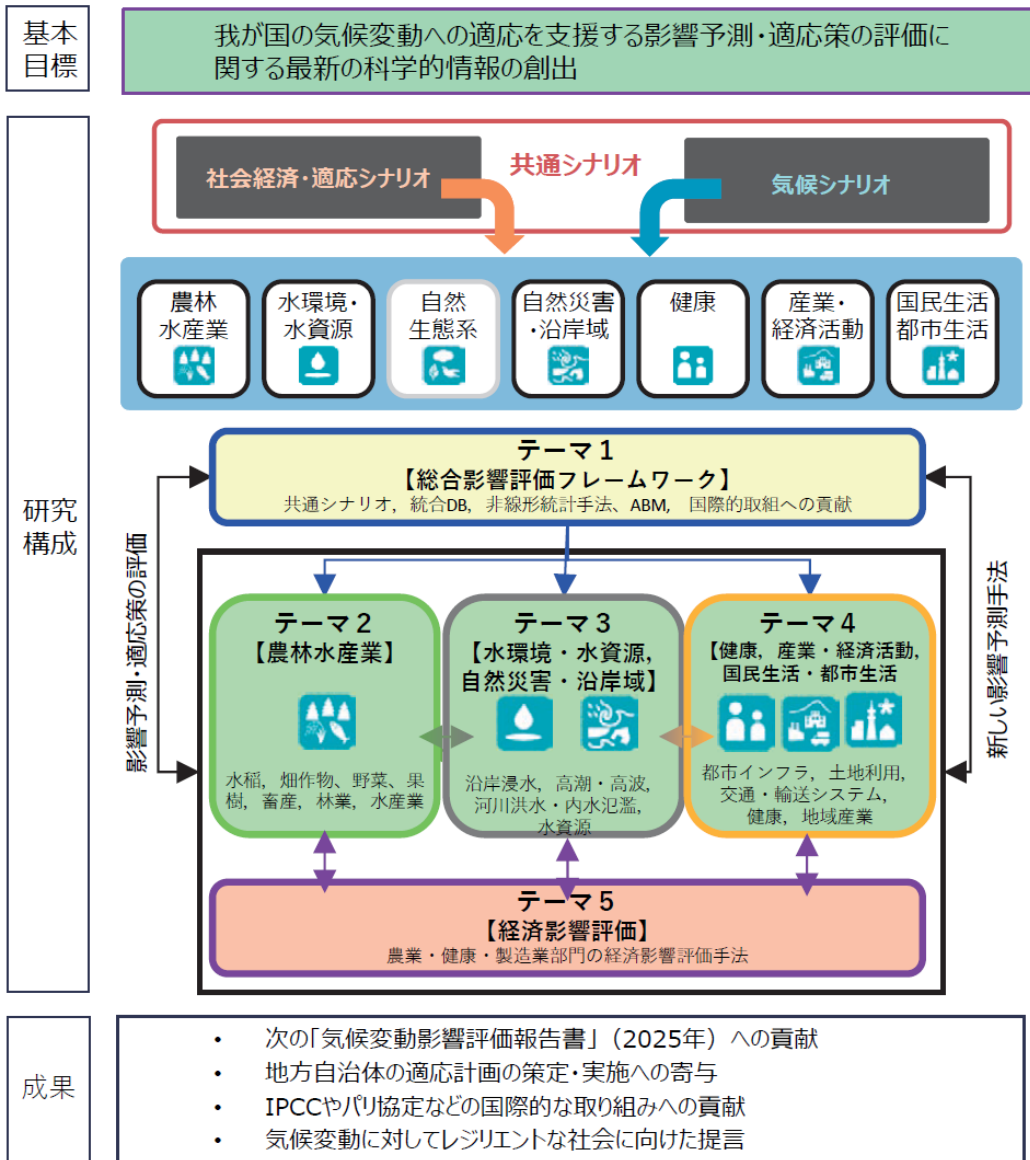 基本
目標
我が国の気候変動への適応を支援する影響予測・適応策の評価に
関する最新の科学的情報の創出
研究
構成
社会経済・適応シナリオ
共通シナリオ
気候シナリオ
農林
水産業
水環境・
水資源
自然
生態系
自然災害
・沿岸域
健康
産業・
経済活動
国民生活
都市生活
テーマ1
【総合影響評価フレームワーク】
共通シナリオ, 統合DB, 非線形統計手法、ABM, 国際的取組への貢献
影響予測・適応策の評価
新しい影響予測手法
テーマ2
【農林水産業】
水稲, 畑作物、野菜、果
樹, 畜産, 林業, 水産業
テーマ3
【水環境・水資源,
自然災害・沿岸域】
沿岸浸水, 高潮・高波,
河川洪水・内水氾濫,
水資源
テーマ4
【健康, 産業・経済活動,
国民生活・都市生活
都市インフラ, 土地利用,
交通・輸送システム,
健康, 地域産業
テーマ5
【経済影響評価】
農業・健康・製造業部門の経済影響評価手法
成果
• 次の「気候変動影響評価報告書」（2025年）への貢献
• 地方自治体の適応計画の策定・実施への寄与
• IPCCやパリ協定などの国際的な取り組みへの貢献
• 気候変動に対してレジリエントな社会に向けた提言